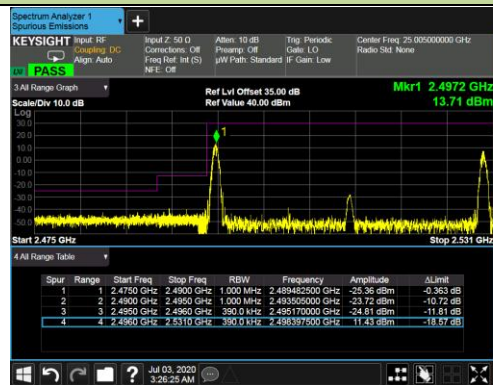 Spectrum Analyzer 1
Spurious Emissions
KEYSIGHT
Input: RF
Coupling: DC
Align: Auto
Input Z: 50 Ω
Corrections: Off
Freq Ref: Int (S)
NFE: Off
Atten: 10 dB
Preamp: Off
µW Path: Standard
Trig: Periodic
Gate: LO
IF Gain: Low
Center Freq: 25.005000000 GHz
Radio Std: None
PASS
3 All Range Graph
Scale/Div 10.0 dB
Ref Lvl Offset 35.00 dB
Ref Value 40.00 dBm
Mkr1 2.4972 GHz
13.71 dBm
Log
30.0
20.0
10.0
0.00
-10.0
-20.0
-30.0
-40.0
-50.0
1
Start 2.475 GHz
Stop 2.531 GHz
4 All Range Table
Spur Range Start Freq Stop Freq RBW Frequency Amplitude ΔLimit
1 1 2.4750 GHz 2.4900 GHz 1.000 MHz 2.489482500 GHz -25.36 dBm -0.363 dB
2 2 2.4900 GHz 2.4950 GHz 1.000 MHz 2.493505000 GHz -23.72 dBm -10.72 dB
3 3 2.4950 GHz 2.4960 GHz 390.0 kHz 2.495170000 GHz -24.81 dBm -11.81 dB
4 4 2.4960 GHz 2.5310 GHz 390.0 kHz 2.498397500 GHz 11.43 dBm -18.57 dB
?
Jul 03, 2020
3:26:25 AM